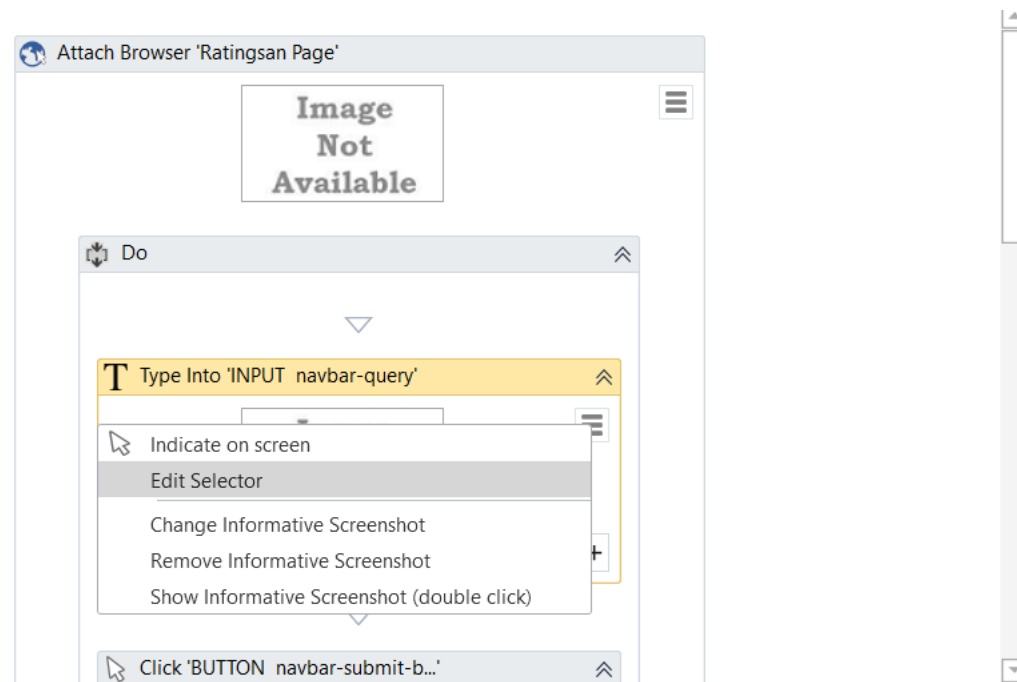 Attach Browser 'Ratingsan Page'
Image
Not
Available
Do
Type Into 'INPUT navbar-query'
Indicate on screen
Edit Selector
Change Informative Screenshot
Remove Informative Screenshot
Show Informative Screenshot (double click)
Click 'BUTTON navbar-submit-b...'